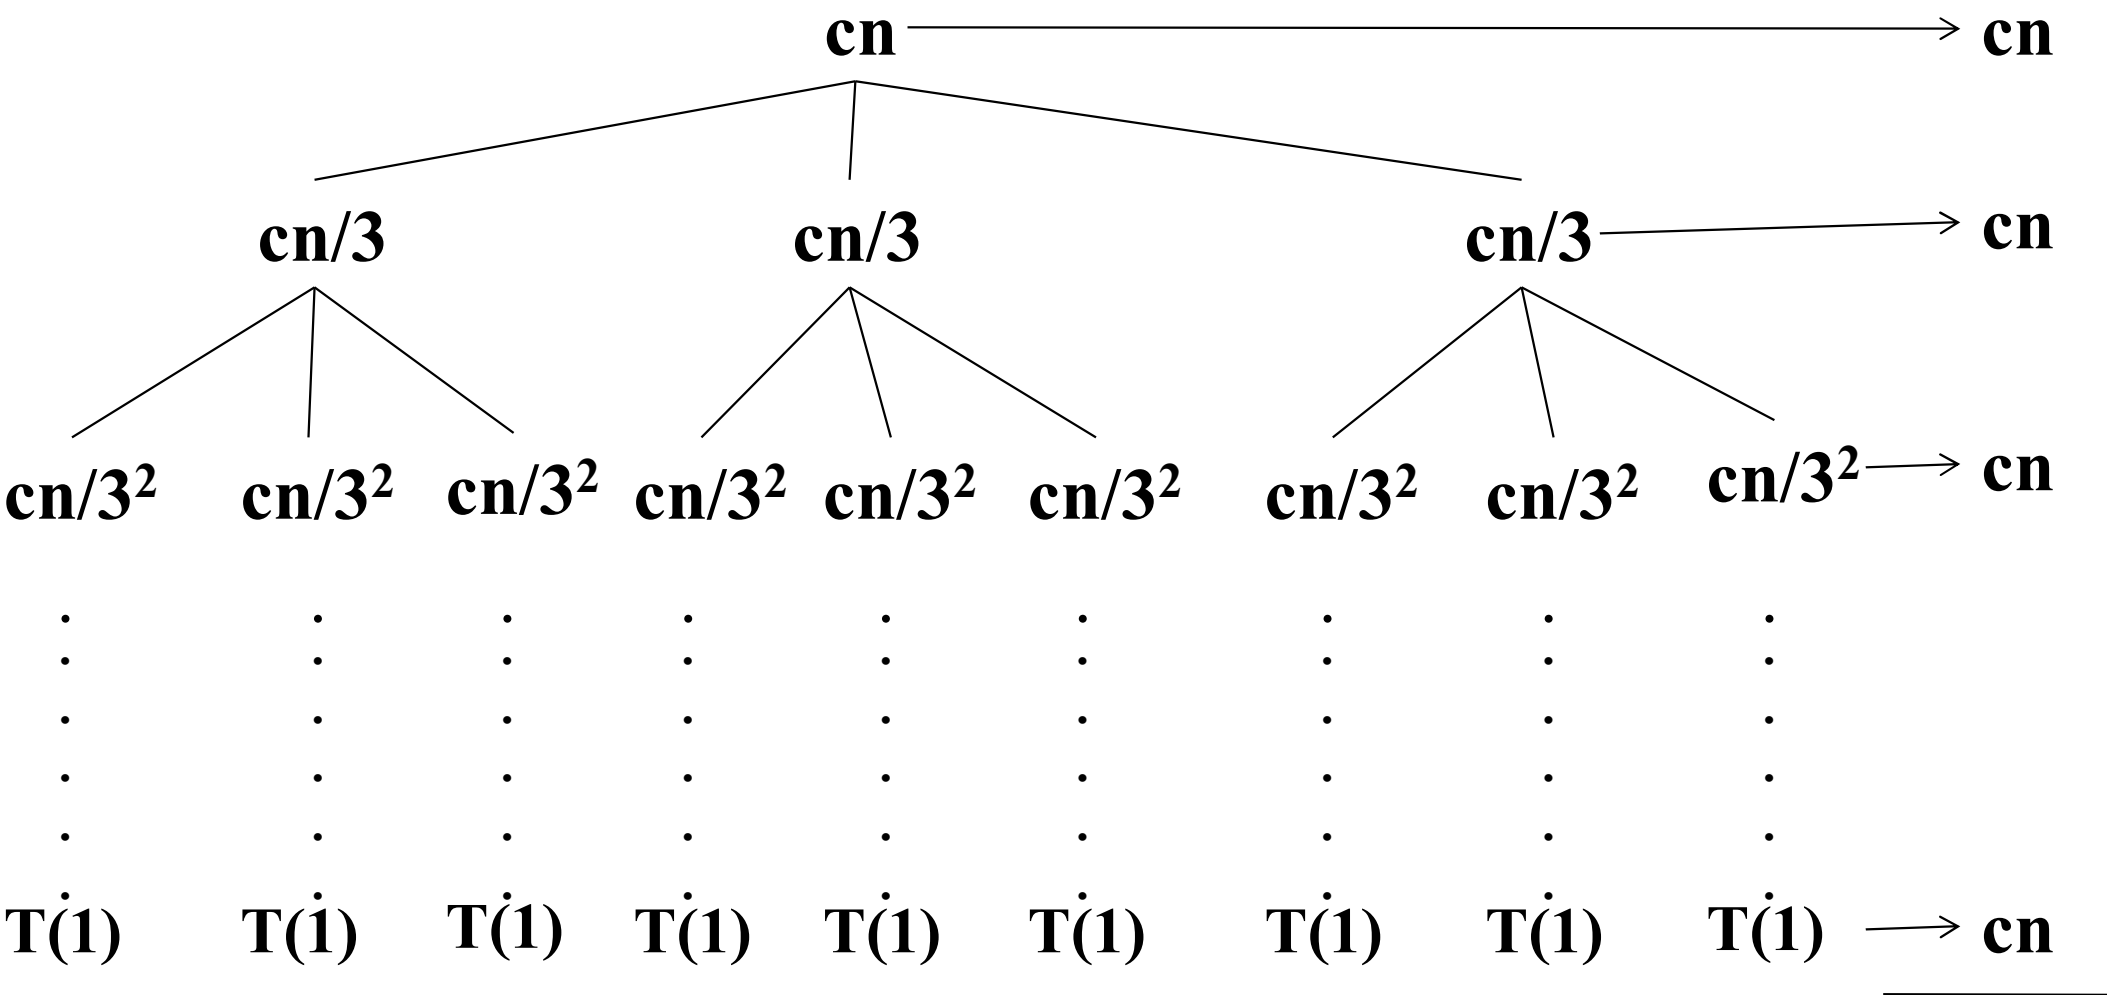 cn cn
cn/3 cn/3 cn/3 cn
cn/3² cn/3² cn/3² cn/3² cn/3² cn/3² cn/3² cn/3² cn/3² cn
. . . . . . . . .
. . . . . . . . .
. . . . . . . . .
. . . . . . . . .
. . . . . . . . .
. . . . . . . . .
T(1) T(1) T(1) T(1) T(1) T(1) T(1) T(1) T(1) cn